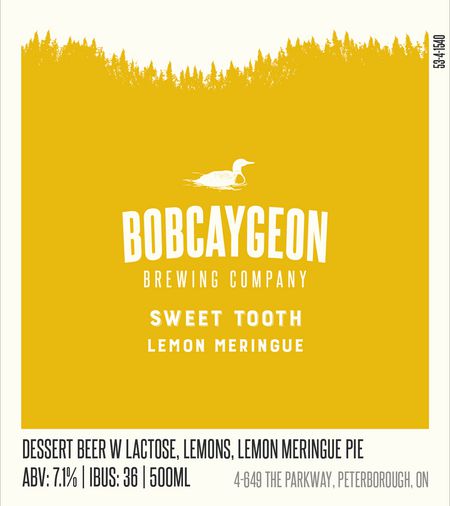 53-4-1540
BOBCAYGEON
BREWING COMPANY
SWEET TOOTH
LEMON MERINGUE
DESSERT BEER W LACTOSE, LEMONS, LEMON MERINGUE PIE
ABV: 7.1% | IBUS: 36 | 500ML
4-649 THE PARKWAY, PETERBOROUGH, ON